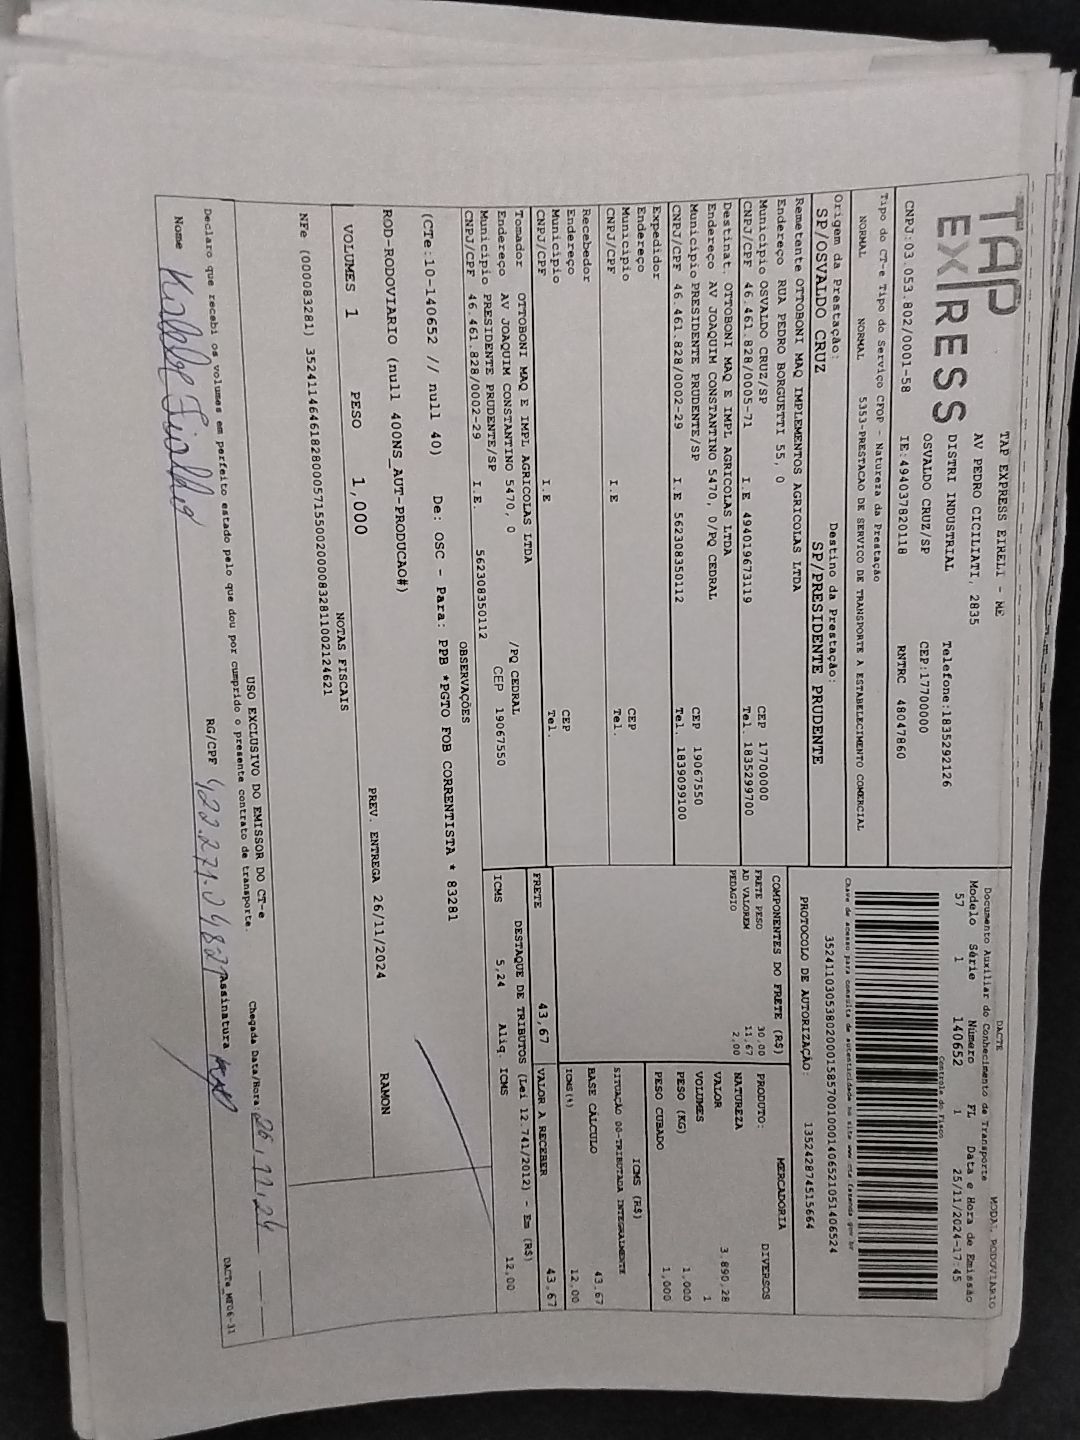 TAP
EXPRESS
TAP EXPRESS EIRELI - ME
AV PEDRO CICILIATI, 2835
DISTRI INDUSTRIAL
OSVALDO CRUZ/SP
Telefone:1835292126
CEP:17700000
CNPJ:03.053.802/0001-58 IE:494037820118 RNTRC 48047860
DACTE
Documento Auxiliar do Conhecimento de Transporte
MODAL RODOVIARIO
Modelo Série Número FL Data e Hora de Emissão
57 1 140652 1 25/11/2024-17:45
Controle do Fisco
Tipo do CT-e Tipo do Serviço CFOP - Natureza da Prestação
NORMAL NORMAL 5353-PRESTACAO DE SERVICO DE TRANSPORTE A ESTABELECIMENTO COMERCIAL
Chave de acesso para consulta de autenticidade no site www.cte.fazenda.gov.br
Origem da Prestação: Destino da Prestação:
SP/OSVALDO CRUZ SP/PRESIDENTE PRUDENTE
PROTOCOLO DE AUTORIZAÇÃO: 135242874515664
Remetente OTTOBONI MAQ IMPLEMENTOS AGRICOLAS LTDA
Endereço RUA PEDRO BORGUETTI 55, 0
Município OSVALDO CRUZ/SP CEP 17700000
CNPJ/CPF 46.461.828/0005-71 I.E 494019673119 Tel. 1835299700
Destinat. OTTOBONI MAQ E IMPL AGRICOLAS LTDA
Endereço AV JOAQUIM CONSTANTINO 5470, 0/PQ CEDRAL
Município PRESIDENTE PRUDENTE/SP CEP 19067550
CNPJ/CPF 46.461.828/0002-29 I.E 562308350112 Tel. 1839099100
Expedidor
Endereço
Município CEP
CNPJ/CPF I.E Tel.
Recebedor
Endereço
Município CEP
CNPJ/CPF I.E Tel.
Tomador OTTOBONI MAQ E IMPL AGRICOLAS LTDA
Endereço AV JOAQUIM CONSTANTINO 5470, 0 /PQ CEDRAL
Município PRESIDENTE PRUDENTE/SP CEP 19067550
CNPJ/CPF 46.461.828/0002-29 I.E. 562308350112
COMPONENTES DO FRETE (R$)
FRETE PESO 30,00
AD VALOREM 11,67
PEDAGIO 2,00
MERCADORIA
PRODUTO: DIVERSOS
NATUREZA
VALOR 3.890,28
VOLUMES 1
PESO (KG) 1,000
PESO CUBADO 1,000
ICMS (R$)
SITUAÇÃO 00-TRIBUTADA INTEGRALMENTE
BASE CÁLCULO 43,67
ICMS(%) 12,00
FRETE 43,67 VALOR A RECEBER 43,67
DESTAQUE DE TRIBUTOS (Lei 12.741/2012) - Em (R$)
ICMS 5,24 Aliq. ICMS 12,00
OBSERVAÇÕES
(CTe:10-140652 // null 40) De: OSC - Para: PPB *PGTO FOB CORRENTISTA * 83281
ROD-RODOVIARIO (null 400NS_AUT-PRODUCAO#)
VOLUMES 1 PESO 1,000 PREV. ENTREGA 26/11/2024 RAMON
NOTAS FISCAIS
USO EXCLUSIVO DO EMISSOR DO CT-e
Declaro que recebi os volumes em perfeito estado pelo que dou por cumprido o presente contrato de transporte.
Chegada Data/Hora: 26.11.24
Nome RG/CPF Assinatura
DACTe_MF06-31